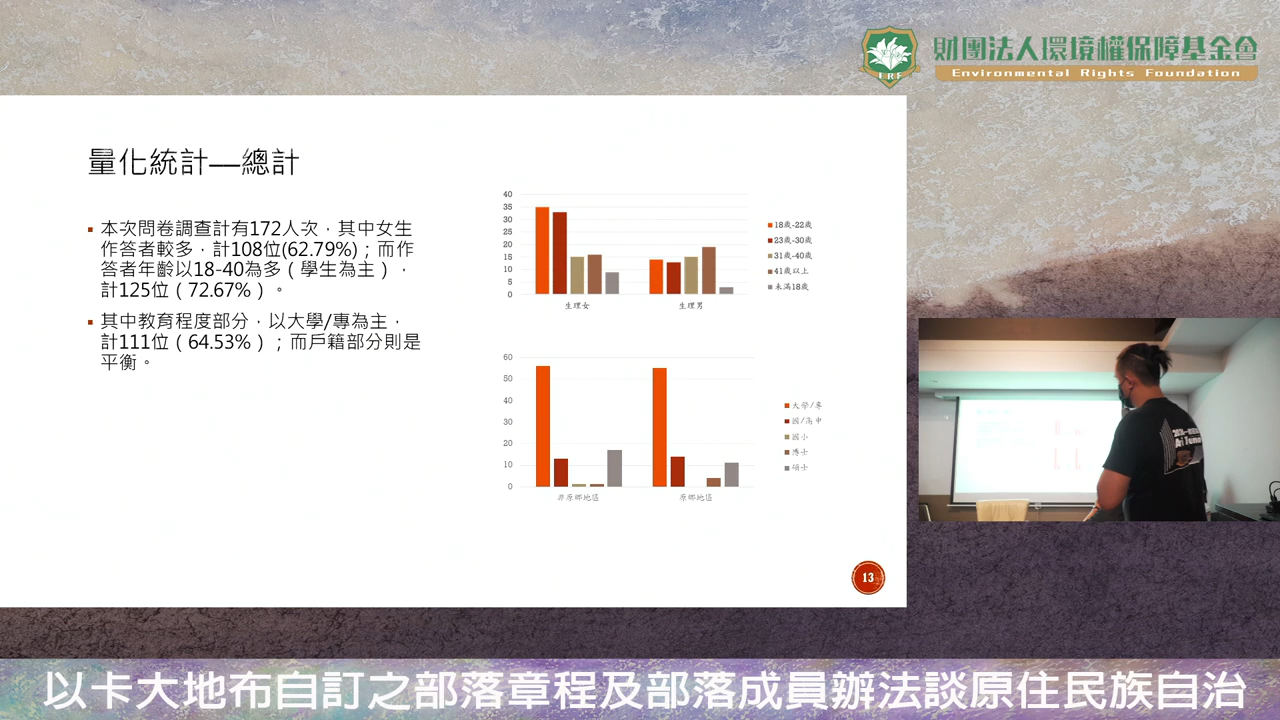 財團法人環境權保障基金會
Environmental Rights Foundation
ERF
量化統計—總計
本次問卷調查計有172人次，其中女生
作答者較多，計108位(62.79%)；而作
答者年齡以18-40為多（學生為主），
計125位（72.67%）。
其中教育程度部分，以大學/專為主，
計111位（64.53%）；而戶籍部分則是
平衡。
40
35
30
25
20
15
10
5
0
生理女
生理男
18歲-22歲
23歲-30歲
31歲-40歲
41歲以上
未滿18歲
60
50
40
30
20
10
0
非原鄉地區
原鄉地區
大學/專
國/高中
國小
博士
碩士
13
以卡大地布自訂之部落章程及部落成員辦法談原住民族自治